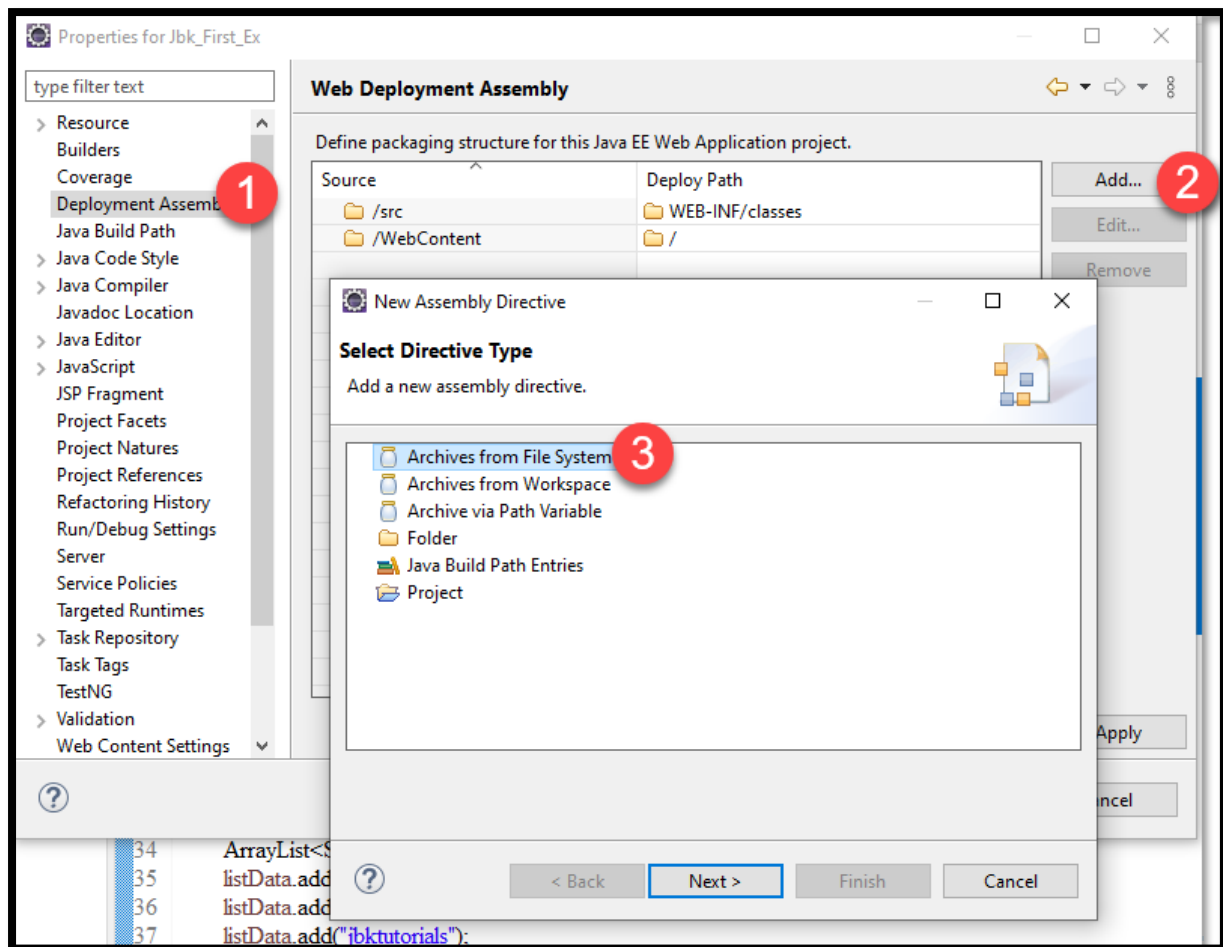 Properties for Jbk_First_Ex
type filter text
Web Deployment Assembly
Resource
Builders
Coverage
Deployment Assemb
1
Java Build Path
Java Code Style
Java Compiler
Javadoc Location
Java Editor
JavaScript
JSP Fragment
Project Facets
Project Natures
Project References
Refactoring History
Run/Debug Settings
Server
Service Policies
Targeted Runtimes
Task Repository
Task Tags
TestNG
Validation
Web Content Settings
Define packaging structure for this Java EE Web Application project.
Source Deploy Path
/src WEB-INF/classes
/WebContent /
Add...
2
Edit...
Remove
New Assembly Directive
Select Directive Type
Add a new assembly directive.
Archives from File System
3
Archives from Workspace
Archive via Path Variable
Folder
Java Build Path Entries
Project
Apply
ncel
? < Back Next > Finish Cancel
?
34 ArrayList<S
35 listData.add
36 listData.add
37 listData.add("jbktutorials");